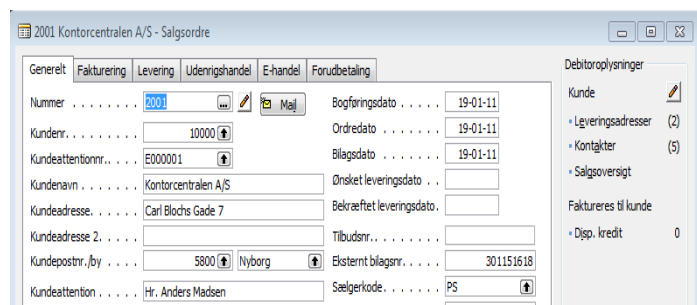 2001 Kontorcentralen A/S - Salgsordre
Generelt Fakturering Levering Udenrigshandel E-handel Forudbetaling
Nummer . . . . . . . . 2001 ... Mail
Kundenr. . . . . . . . . 10000
Kundeattentionnr. . . . . E000001
Kundenavn . . . . . . . Kontorcentralen A/S
Kundeadresse. . . . . . Carl Blochs Gade 7
Kundeadresse 2. . . . .
Kundepostnr./by . . . . 5800 Nyborg
Kundeattention . . . . . Hr. Anders Madsen
Bogføringsdato . . . . . 19-01-11
Ordredato . . . . . . . 19-01-11
Bilagsdato . . . . . . . 19-01-11
Ønsket leveringsdato . .
Bekræftet leveringsdato.
Tilbudsnr. . . . . . . .
Eksternt bilagsnr. . . . . 301151618
Sælgerkode. . . . . . . PS
Debitoroplysninger
Kunde
Leveringsadresser (2)
Kontakter (5)
Salgsoversigt
Faktureres til kunde
Disp. kredit 0